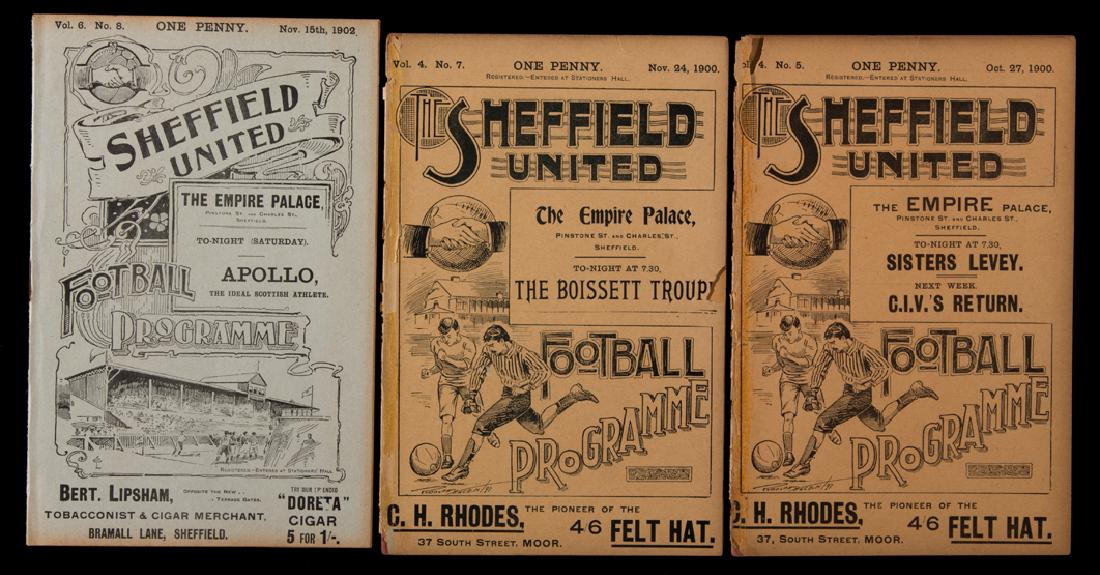 Vol. 6. No. 8. ONE PENNY. Nov. 15th, 1902.
SHEFFIELD
UNITED
THE EMPIRE PALACE,
PINSTONE ST. AND CHARLES ST.,
SHEFFIELD.
TO-NIGHT (SATURDAY).
APOLLO,
THE IDEAL SCOTTISH ATHLETE.
FOOTBALL
PROGRAMME
REGISTERED.—ENTERED AT STATIONERS' HALL
BERT. LIPSHAM, OPPOSITE THE NEW . .
. . TERRACE GATES.
TOBACCONIST & CIGAR MERCHANT,
BRAMALL LANE, SHEFFIELD.
"DORETA"
CIGAR
5 FOR 1/-.
Vol. 4. No. 7. ONE PENNY. Nov. 24, 1900.
REGISTERED.—ENTERED AT STATIONERS HALL.
THE SHEFFIELD
UNITED
The Empire Palace,
PINSTONE ST. AND CHARLES ST.,
SHEFFIELD.
TO-NIGHT AT 7.30,
THE BOISSETT TROUP
FOOTBALL
PROGRAMME
C. H. RHODES, THE PIONEER OF THE
4/6 FELT HAT.
37 SOUTH STREET, MOOR.
4. No. 5. ONE PENNY. Oct. 27, 1900.
REGISTERED.—ENTERED AT STATIONERS HALL.
THE SHEFFIELD
UNITED
THE EMPIRE PALACE,
PINSTONE ST. AND CHARLES ST.,
SHEFFIELD.
TO-NIGHT AT 7.30,
SISTERS LEVEY.
NEXT WEEK.
C.I.V.'S RETURN.
FOOTBALL
PROGRAMME
. H. RHODES, THE PIONEER OF THE
4/6 FELT HAT.
37, SOUTH STREET, MOOR.